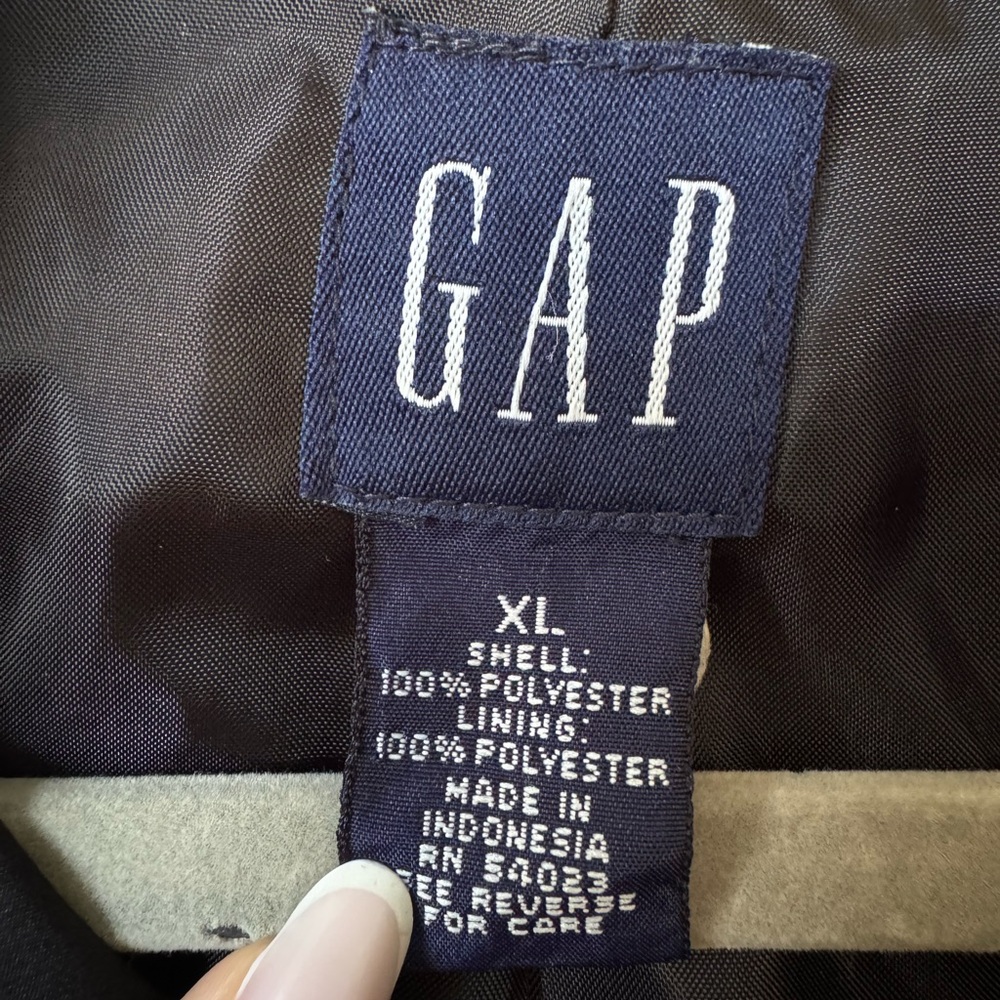 GAP
XL
SHELL:
100% POLYESTER
LINING:
100% POLYESTER
MADE IN
INDONESIA
RN 54023
SEE REVERSE
FOR CARE